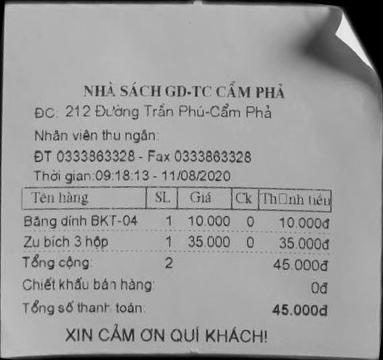 NHÀ SÁCH GD-TC CẨM PHẢ
ĐC: 212 Đường Trần Phú-Cẩm Phả
Nhân viên thu ngân:
ĐT 0333863328 - Fax 0333863328
Thời gian:09:18:13 - 11/08/2020
Tên hàng SL Giá Ck Th□nh tiền
Băng dính BKT-04 1 10.000 0 10.000đ
Zu bích 3 hộp 1 35.000 0 35.000đ
Tổng cộng: 2 45.000đ
Chiết khấu bán hàng: 0đ
Tổng số thanh toán: 45.000đ
XIN CẢM ƠN QUÍ KHÁCH!